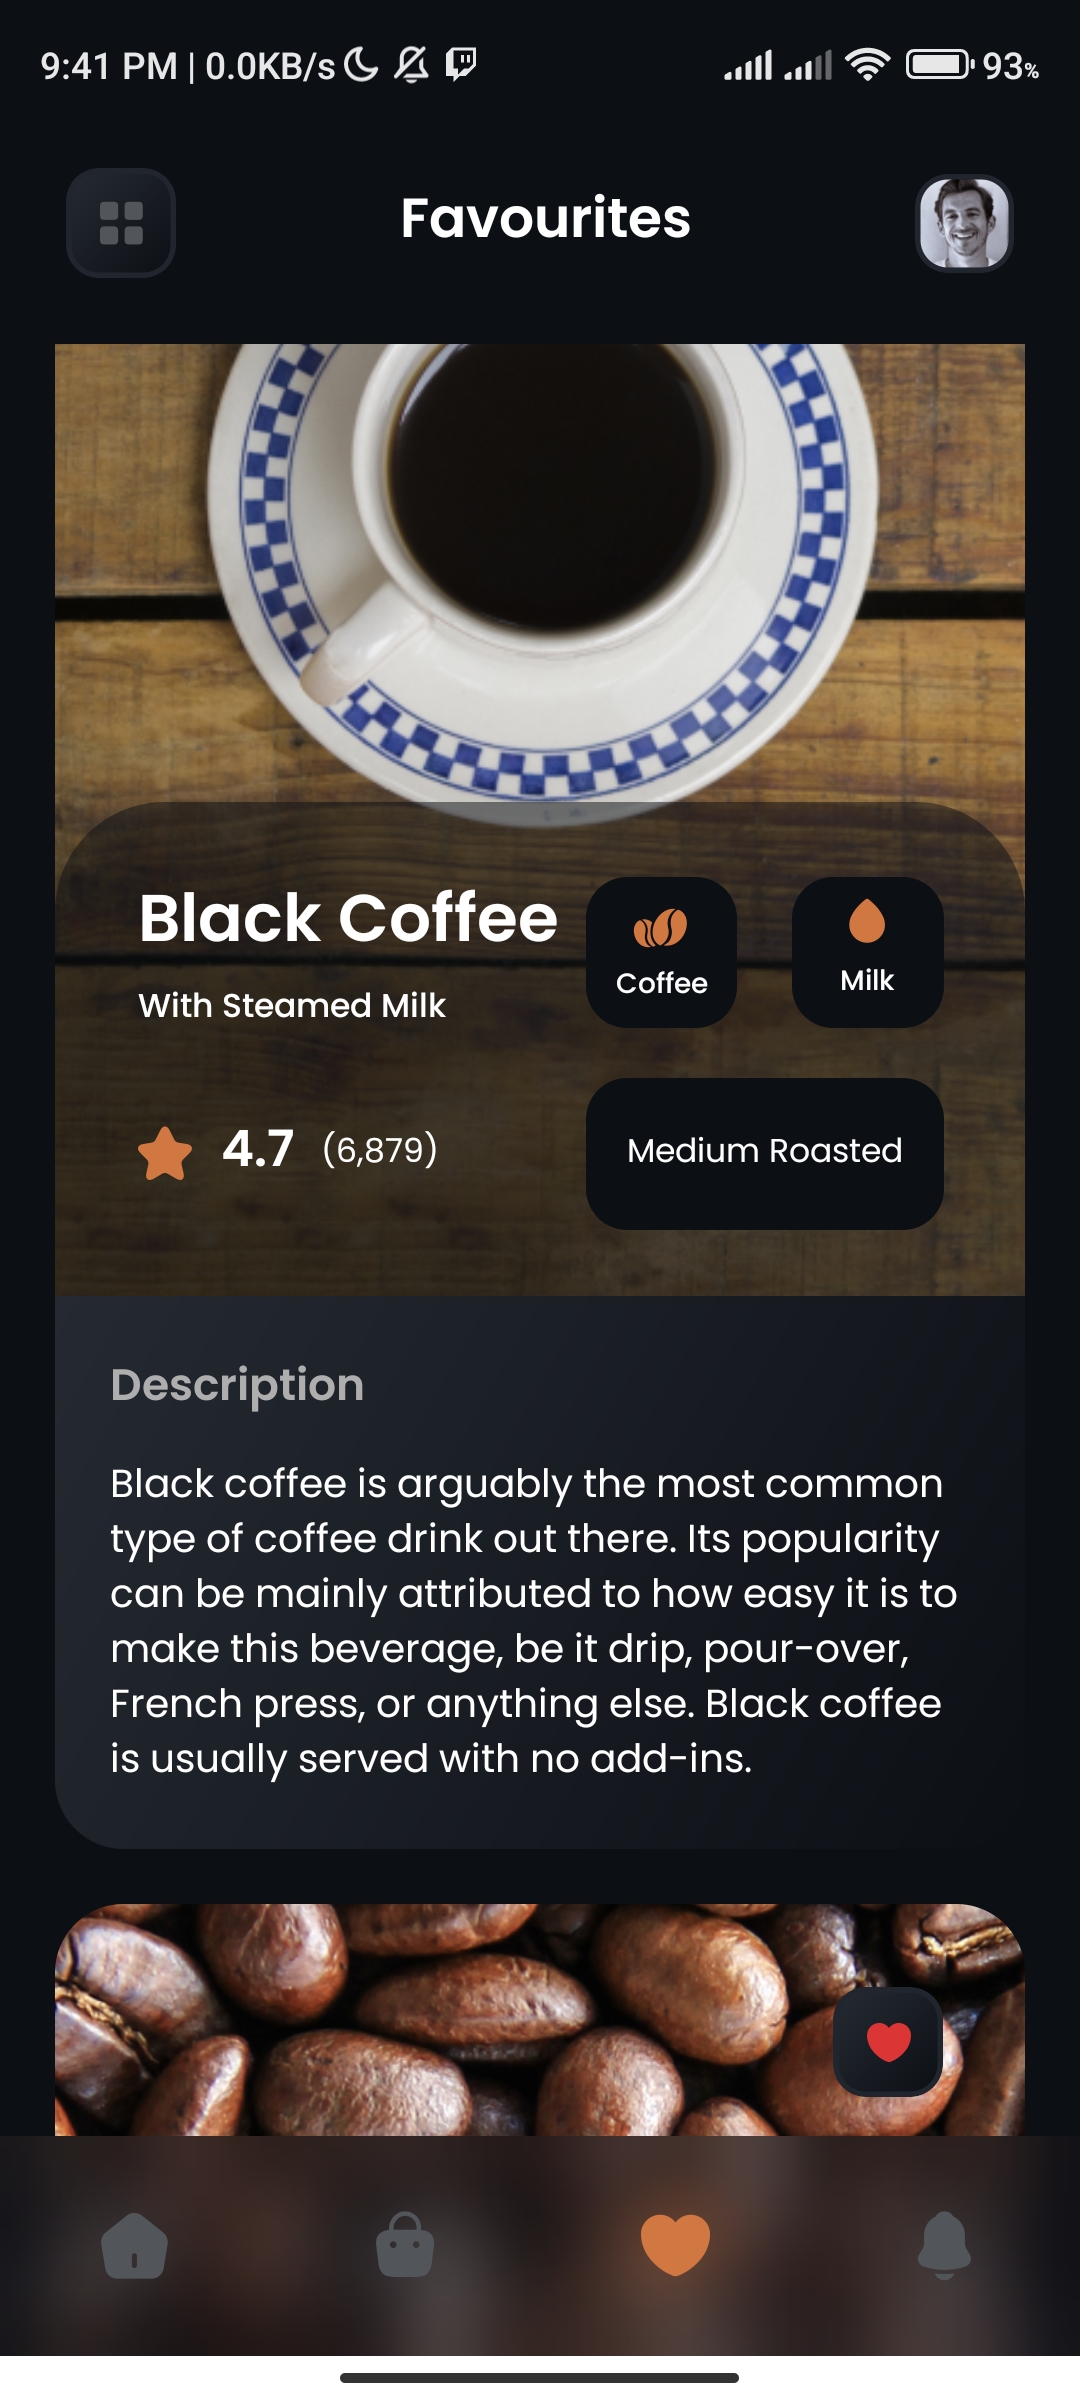 9:41 PM | 0.0KB/s 93%
Favourites
Black Coffee
With Steamed Milk
Coffee
Milk
4.7 (6,879)
Medium Roasted
Description
Black coffee is arguably the most common
type of coffee drink out there. Its popularity
can be mainly attributed to how easy it is to
make this beverage, be it drip, pour-over,
French press, or anything else. Black coffee
is usually served with no add-ins.